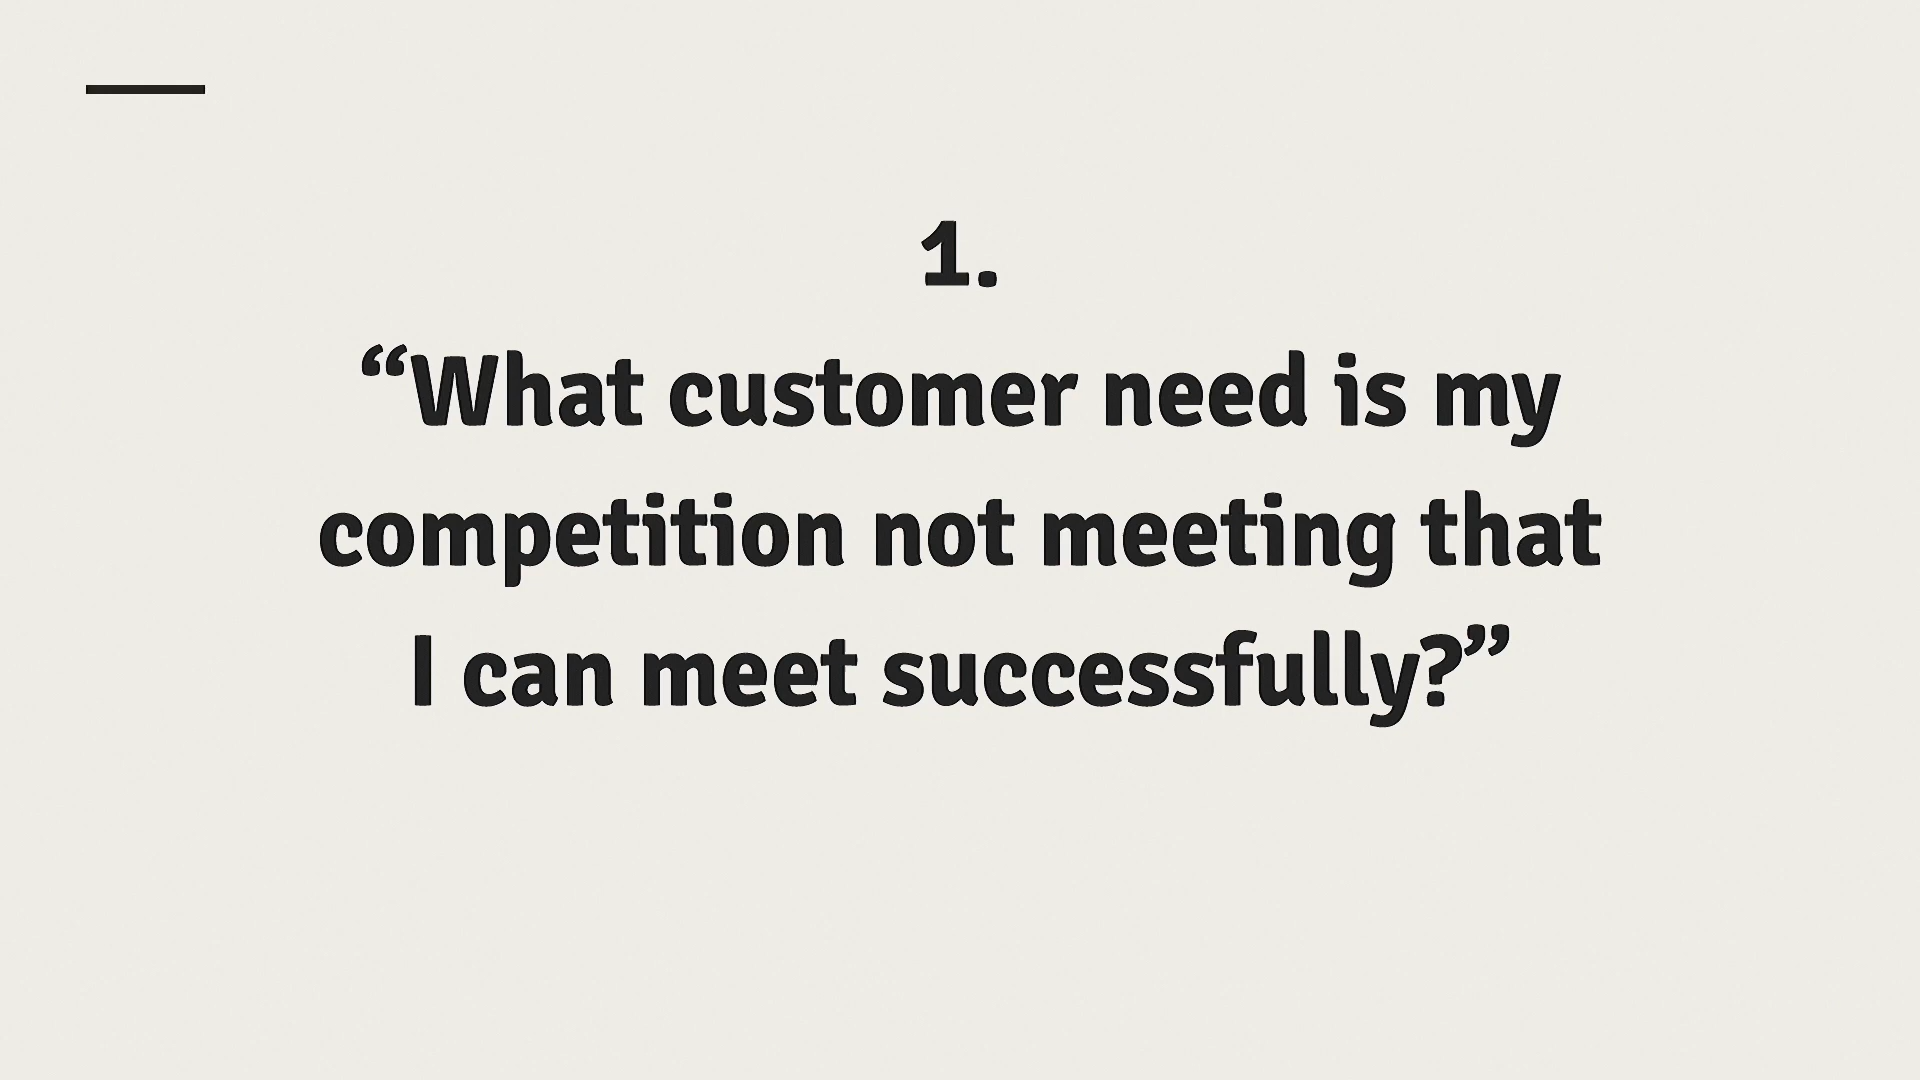 1.
“What customer need is my
competition not meeting that
I can meet successfully?”